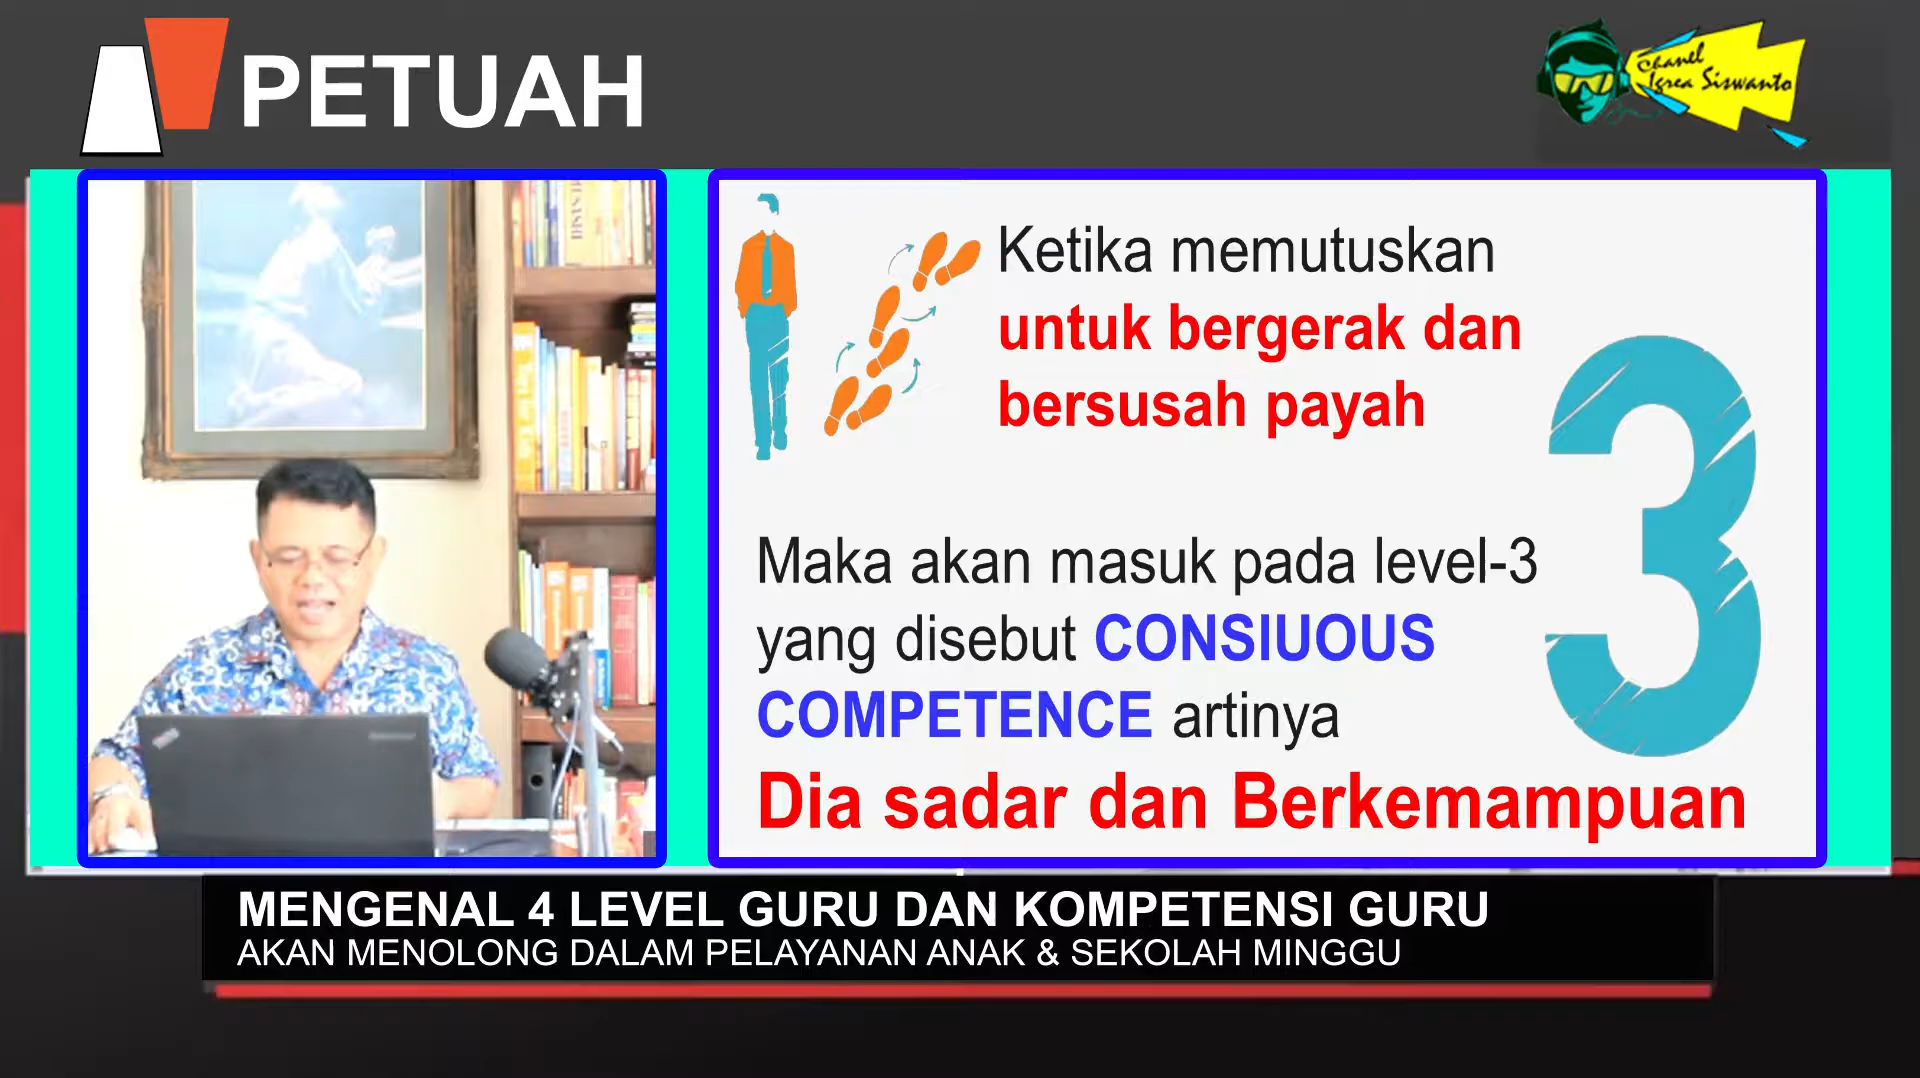 PETUAH
Chanel
Igrea Siswanto
Ketika memutuskan
untuk bergerak dan
bersusah payah
3
Maka akan masuk pada level-3
yang disebut CONSIUOUS
COMPETENCE artinya
Dia sadar dan Berkemampuan
MENGENAL 4 LEVEL GURU DAN KOMPETENSI GURU
AKAN MENOLONG DALAM PELAYANAN ANAK & SEKOLAH MINGGU